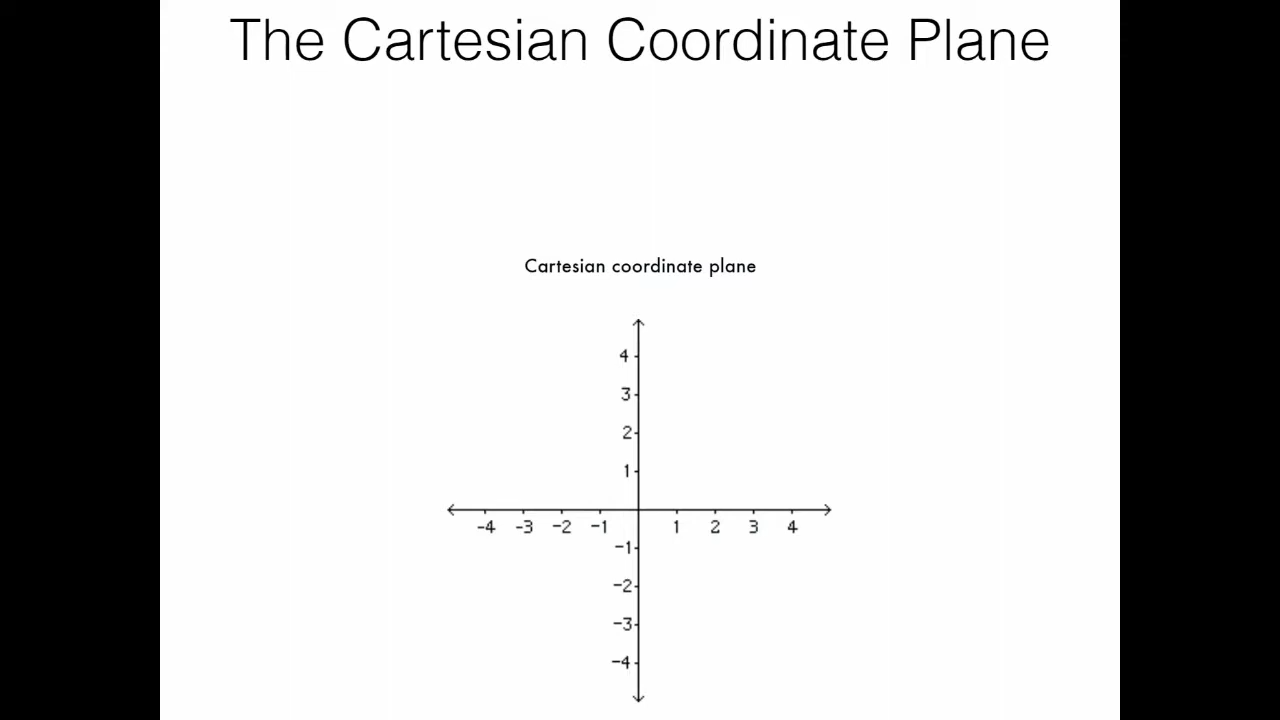 The Cartesian Coordinate Plane
Cartesian coordinate plane
4
3
2
1
-4 -3 -2 -1 1 2 3 4
-1
-2
-3
-4